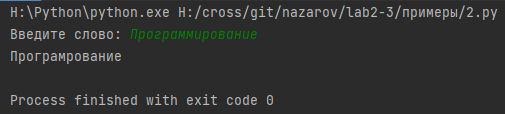 H:\Python\python.exe H:/cross/git/nazarov/lab2-3/примеры/2.py
Введите слово: Программирование
Програмрование
Process finished with exit code 0